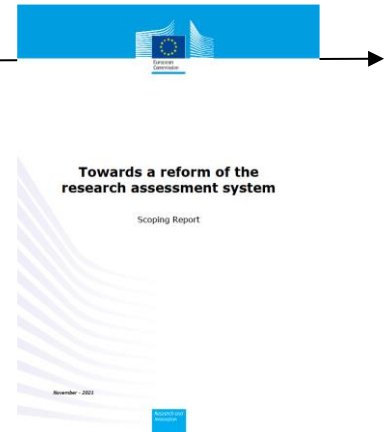 European
Commission
Towards a reform of the
research assessment system
Scoping Report
November - 2021
Research and
Innovation